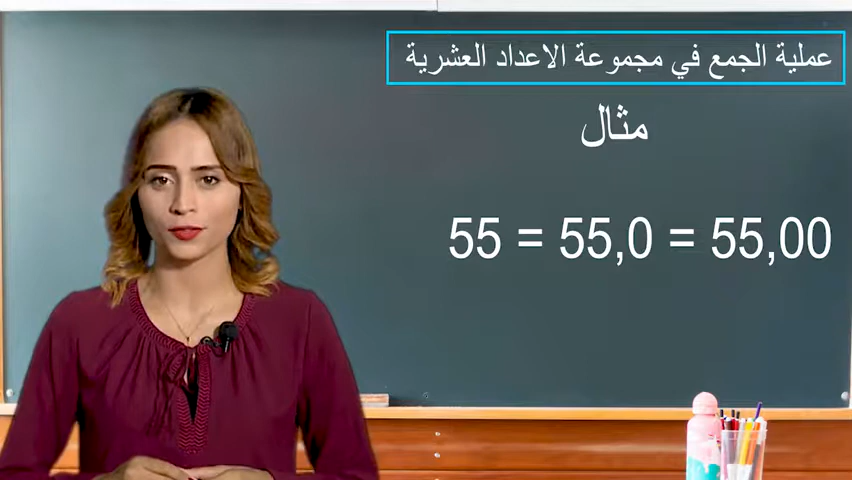 عملية الجمع في مجموعة الاعداد العشرية
مثال
55 = 55,0 = 55,00